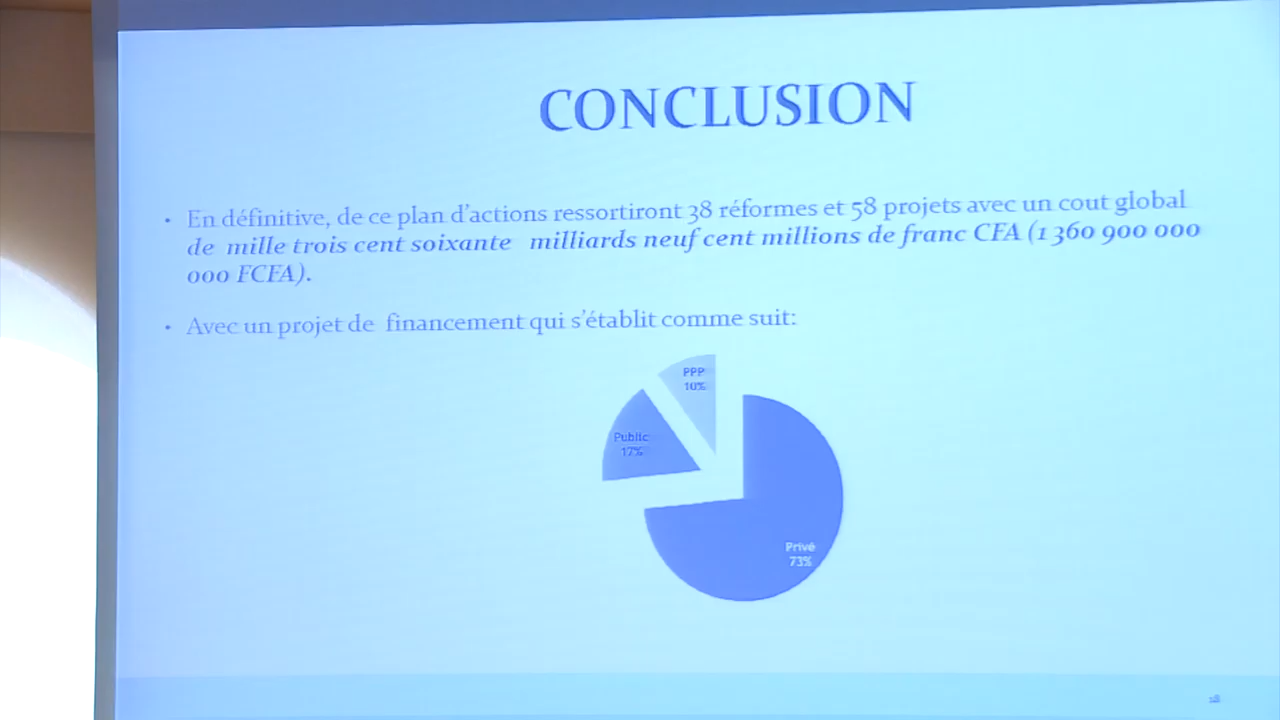 CONCLUSION
• En définitive, de ce plan d'actions ressortiront 38 réformes et 58 projets avec un cout global
de mille trois cent soixante milliards neuf cent millions de franc CFA (1 360 900 000
000 FCFA).
• Avec un projet de financement qui s'établit comme suit:
PPP
10%
Public
17%
Privé
73%
18